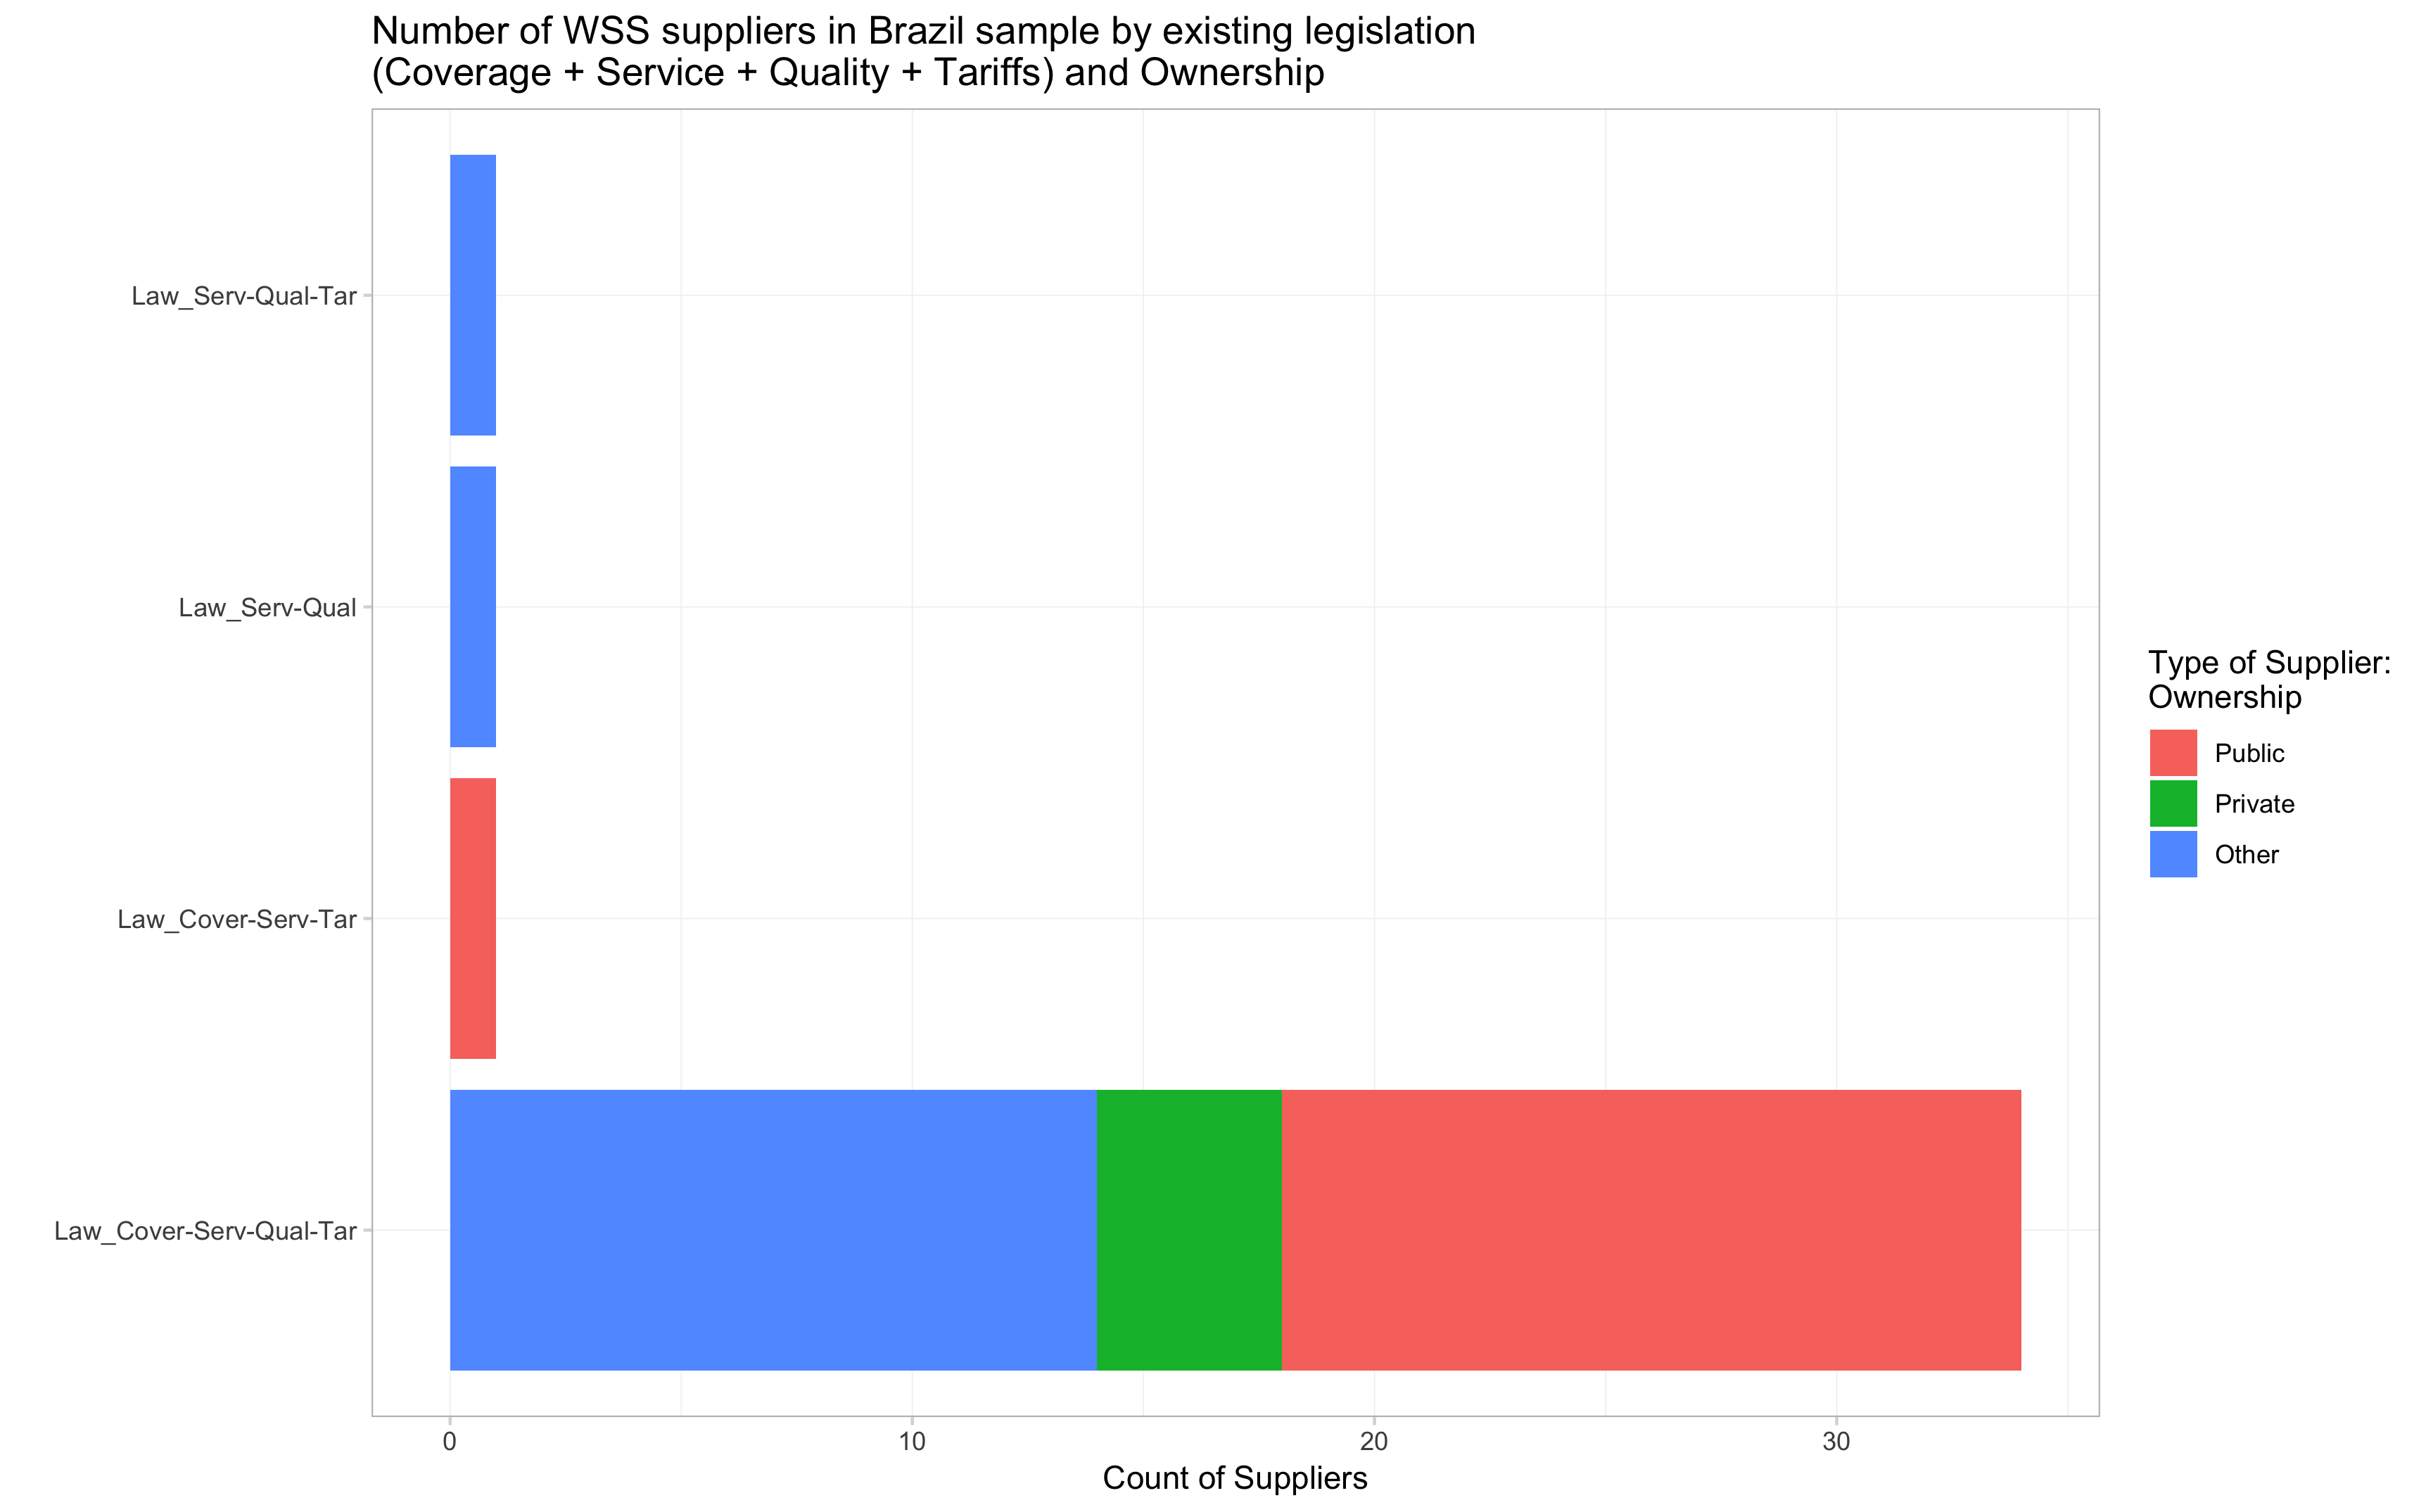 Number of WSS suppliers in Brazil sample by existing legislation
(Coverage + Service + Quality + Tariffs) and Ownership
Law_Serv-Qual-Tar
Law_Serv-Qual
Law_Cover-Serv-Tar
Law_Cover-Serv-Qual-Tar
0
10
20
30
Count of Suppliers
Type of Supplier:
Ownership
Public
Private
Other